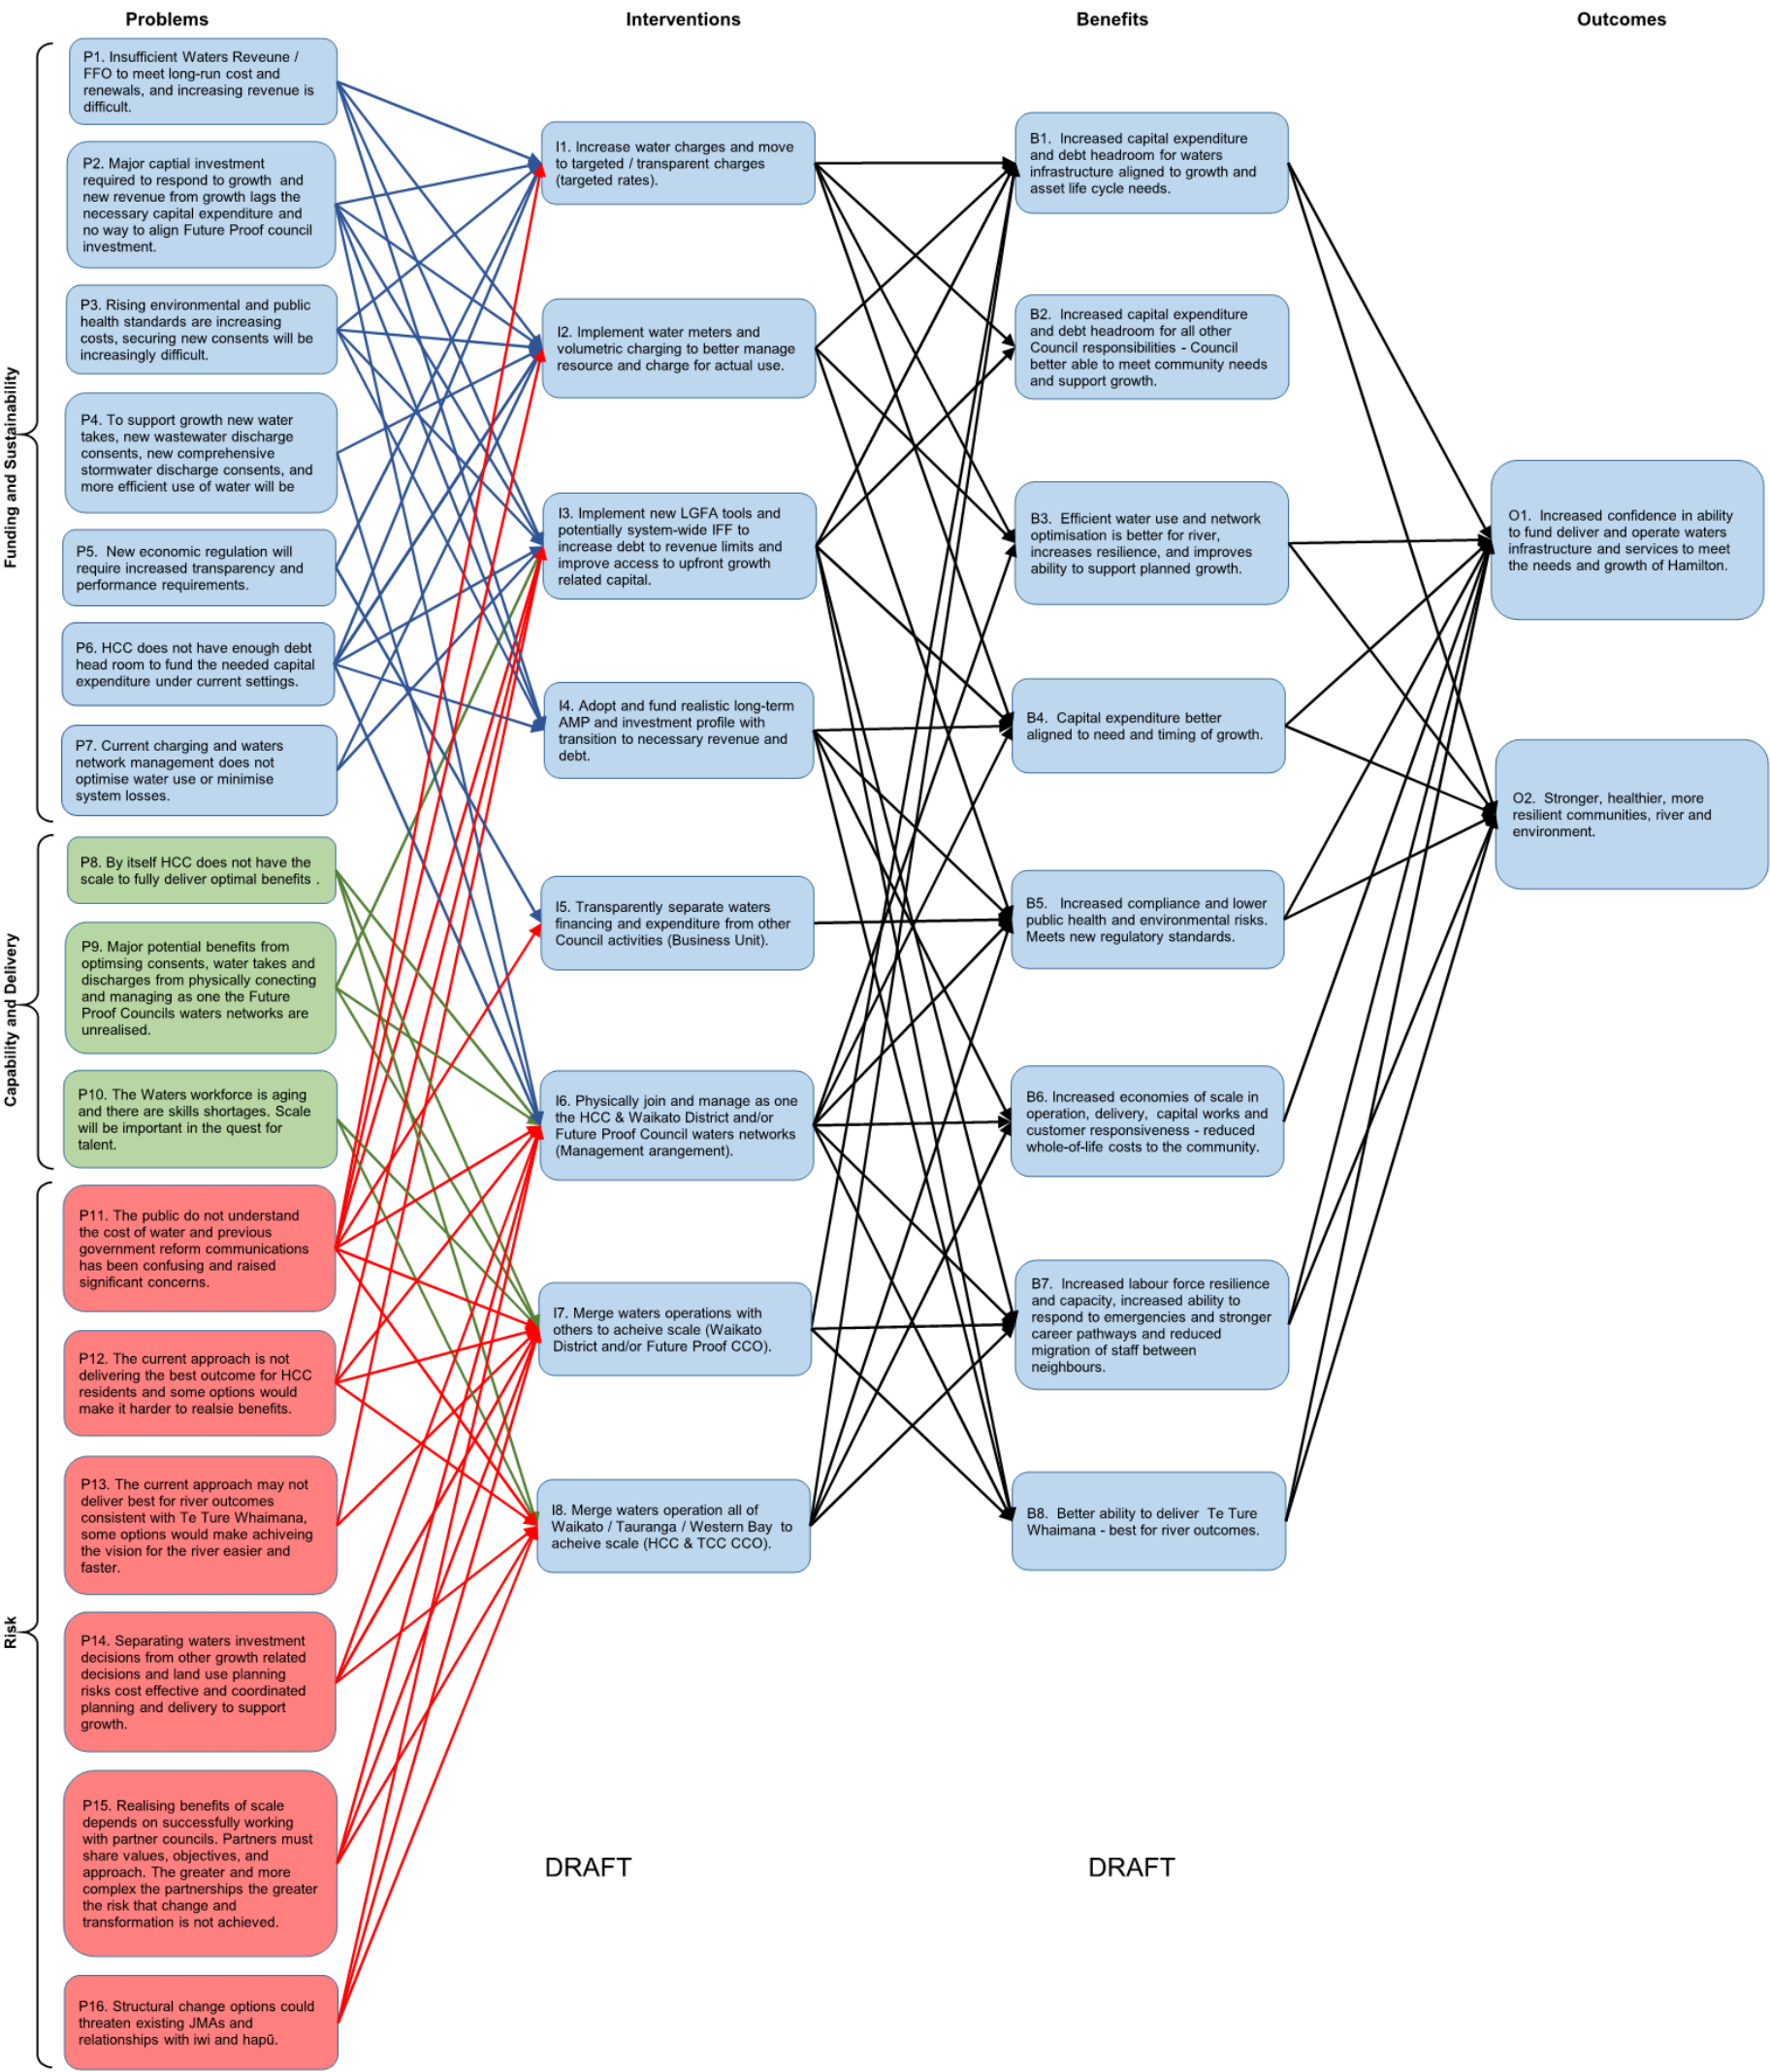 Problems
Interventions
Benefits
Outcomes
Funding and Sustainability
P1. Insufficient Waters Reveune /
FFO to meet long-run cost and
renewals, and increasing revenue is
difficult.
P2. Major captial investment
required to respond to growth and
new revenue from growth lags the
necessary capital expenditure and
no way to align Future Proof council
investment.
P3. Rising environmental and public
health standards are increasing
costs, securing new consents will be
increasingly difficult.
P4. To support growth new water
takes, new wastewater discharge
consents, new comprehensive
stormwater discharge consents, and
more efficient use of water will be
P5. New economic regulation will
require increased transparency and
performance requirements.
P6. HCC does not have enough debt
head room to fund the needed capital
expenditure under current settings.
P7. Current charging and waters
network management does not
optimise water use or minimise
system losses.
Capability and Delivery
P8. By itself HCC does not have the
scale to fully deliver optimal benefits .
P9. Major potential benefits from
optimsing consents, water takes and
discharges from physically conecting
and managing as one the Future
Proof Councils waters networks are
unrealised.
P10. The Waters workforce is aging
and there are skills shortages. Scale
will be important in the quest for
talent.
Risk
P11. The public do not understand
the cost of water and previous
government reform communications
has been confusing and raised
significant concerns.
P12. The current approach is not
delivering the best outcome for HCC
residents and some options would
make it harder to realsie benefits.
P13. The current approach may not
deliver best for river outcomes
consistent with Te Ture Whaimana,
some options would make achiveing
the vision for the river easier and
faster.
P14. Separating waters investment
decisions from other growth related
decisions and land use planning
risks cost effective and coordinated
planning and delivery to support
growth.
P15. Realising benefits of scale
depends on successfully working
with partner councils. Partners must
share values, objectives, and
approach. The greater and more
complex the partnerships the greater
the risk that change and
transformation is not achieved.
P16. Structural change options could
threaten existing JMAs and
relationships with iwi and hapū.
I1. Increase water charges and move
to targeted / transparent charges
(targeted rates).
I2. Implement water meters and
volumetric charging to better manage
resource and charge for actual use.
I3. Implement new LGFA tools and
potentially system-wide IFF to
increase debt to revenue limits and
improve access to upfront growth
related capital.
I4. Adopt and fund realistic long-term
AMP and investment profile with
transition to necessary revenue and
debt.
I5. Transparently separate waters
financing and expenditure from other
Council activities (Business Unit).
I6. Physically join and manage as one
the HCC & Waikato District and/or
Future Proof Council waters networks
(Management arangement).
I7. Merge waters operations with
others to acheive scale (Waikato
District and/or Future Proof CCO).
I8. Merge waters operation all of
Waikato / Tauranga / Western Bay to
acheive scale (HCC & TCC CCO).
DRAFT
B1. Increased capital expenditure
and debt headroom for waters
infrastructure aligned to growth and
asset life cycle needs.
B2. Increased capital expenditure
and debt headroom for all other
Council responsibilities - Council
better able to meet community needs
and support growth.
B3. Efficient water use and network
optimisation is better for river,
increases resilience, and improves
ability to support planned growth.
B4. Capital expenditure better
aligned to need and timing of growth.
B5. Increased compliance and lower
public health and environmental risks.
Meets new regulatory standards.
B6. Increased economies of scale in
operation, delivery, capital works and
customer responsiveness - reduced
whole-of-life costs to the community.
B7. Increased labour force resilience
and capacity, increased ability to
respond to emergencies and stronger
career pathways and reduced
migration of staff between
neighbours.
B8. Better ability to deliver Te Ture
Whaimana - best for river outcomes.
DRAFT
O1. Increased confidence in ability
to fund deliver and operate waters
infrastructure and services to meet
the needs and growth of Hamilton.
O2. Stronger, healthier, more
resilient communities, river and
environment.